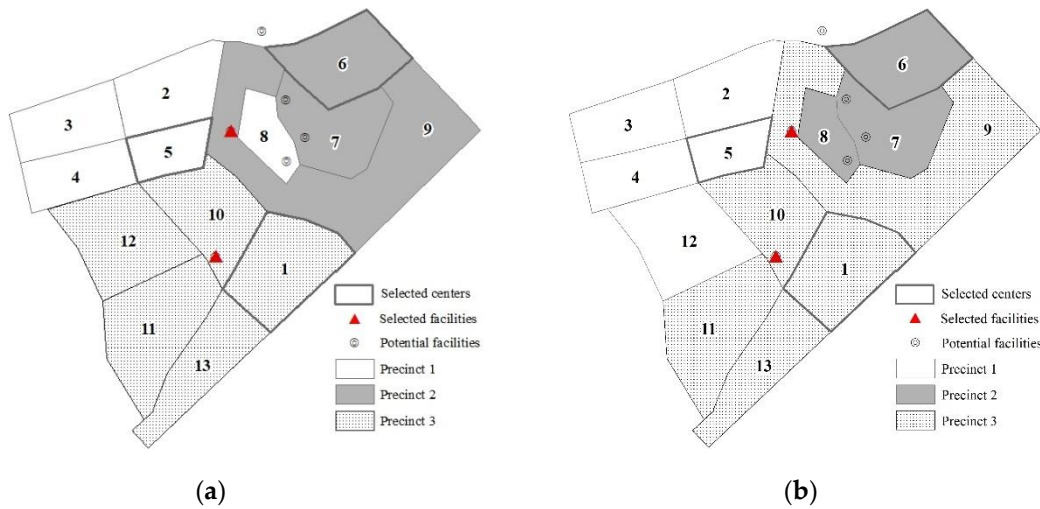 (a)
6
2
3
8
7
9
5
4
10
12
1
11
13
Selected centers
Selected facilities
Potential facilities
Precinct 1
Precinct 2
Precinct 3
(b)
6
2
3
8
7
9
5
4
10
12
1
11
13
Selected centers
Selected facilities
Potential facilities
Precinct 1
Precinct 2
Precinct 3